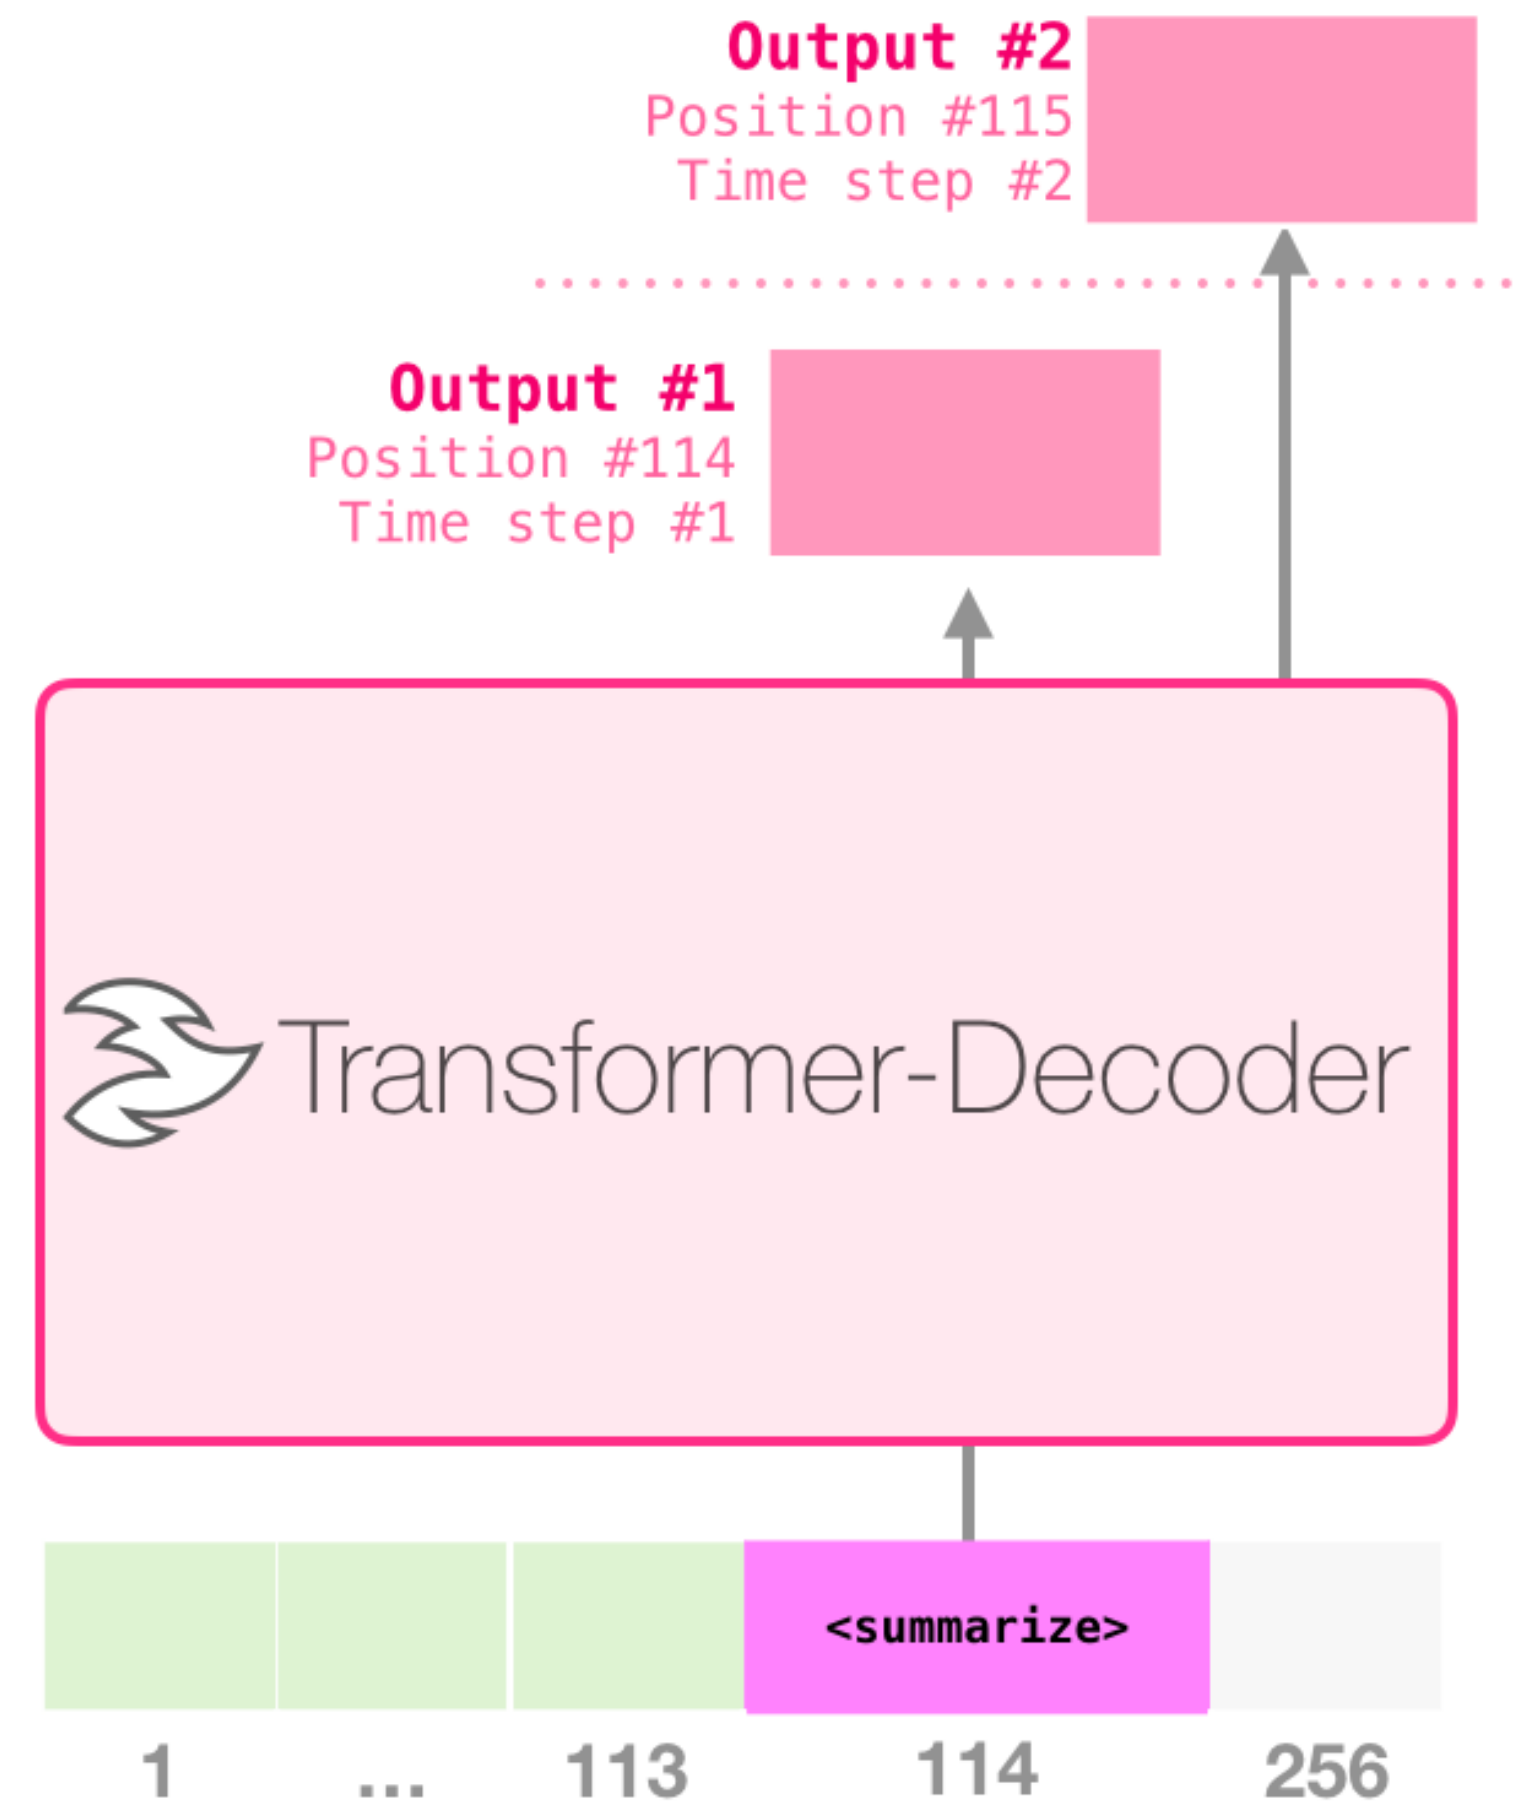 Output #2
Position #115
Time step #2
Output #1
Position #114
Time step #1
Transformer-Decoder
<summarize>
1 ... 113 114 256